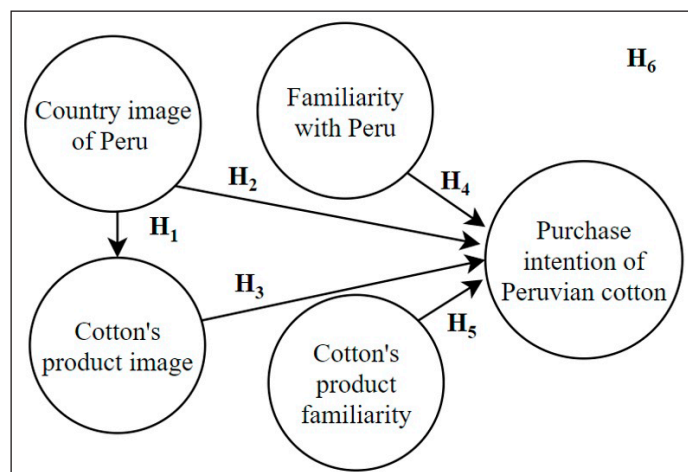 Country image
of Peru
Familiarity
with Peru
H₆
H₂
H₄
H₁
Purchase
intention of
Peruvian cotton
H₃
Cotton's
product image
H₅
Cotton's
product
familiarity